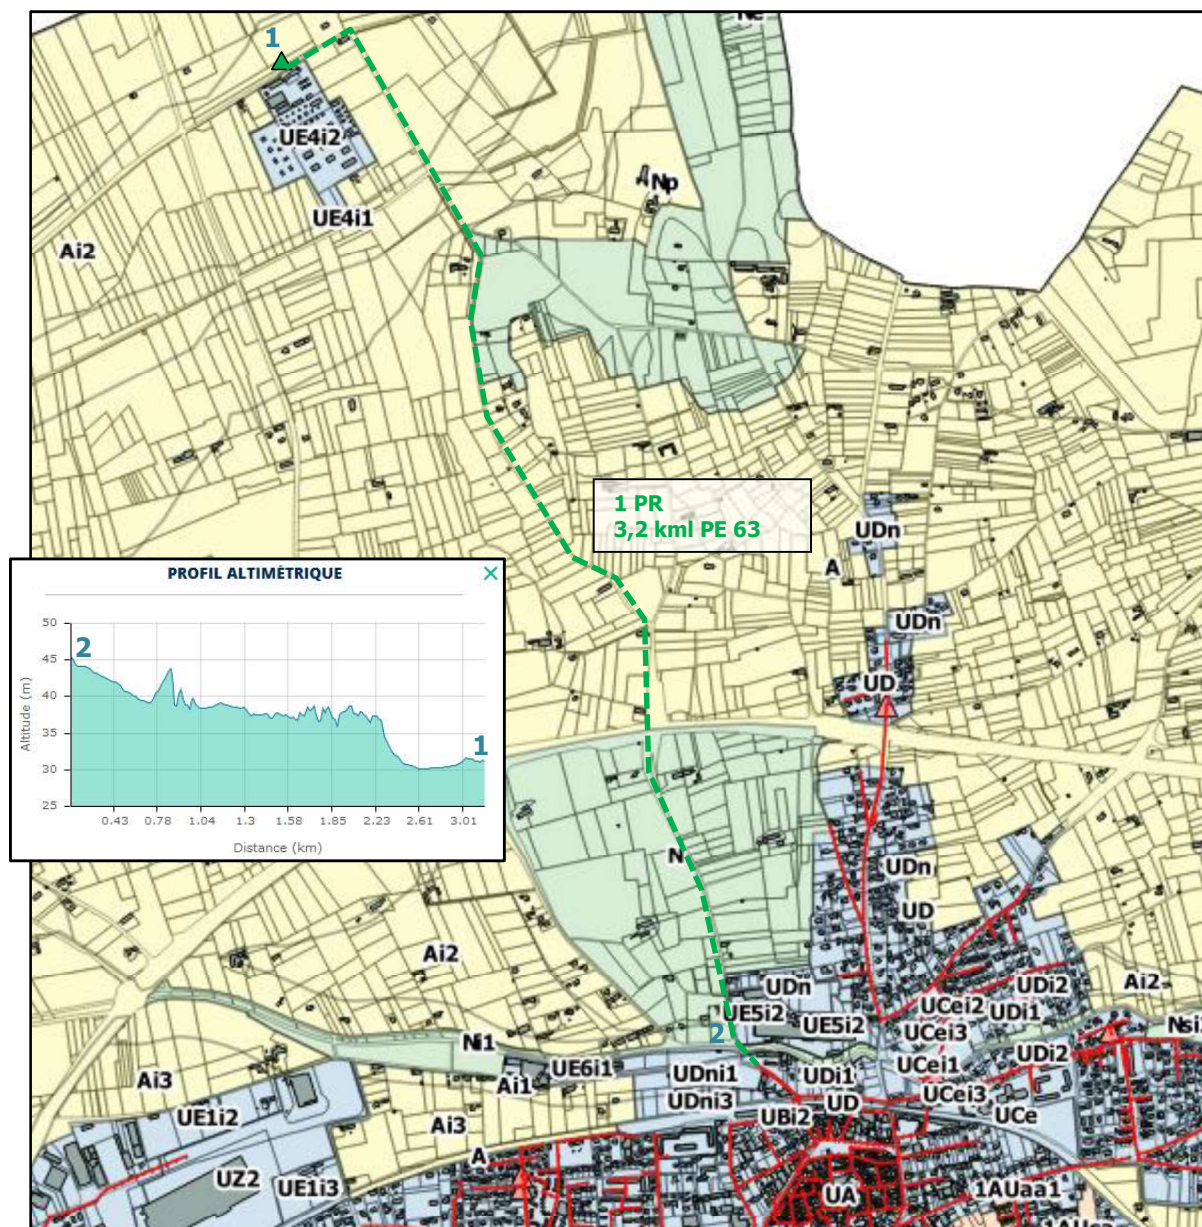 Ne
1
UE4i2
Np
UE4i1
Ai2
1 PR
3,2 kml PE 63
UDn
A
UDn
UD
PROFIL ALTIMÉTRIQUE
×
50
45
40
35
30
25
Altitude (m)
2
1
0.43 0.78 1.04 1.3 1.58 1.85 2.23 2.61 3.01
Distance (km)
N
UDn
UD
Ai2
UDn
UDi2
Ai2
UCei2
UDi1
UE5i2
UE5i2
Nsi
2
UCei3
Ni1
UDi2
UCei1
UE6i1
UDni1
UDi1
Ai3
Ai1
UCei3
UDni3
UD
UE1i2
UBi2
UCe
Ai3
A
UZ2
UE1i3
UA
1AUaa1